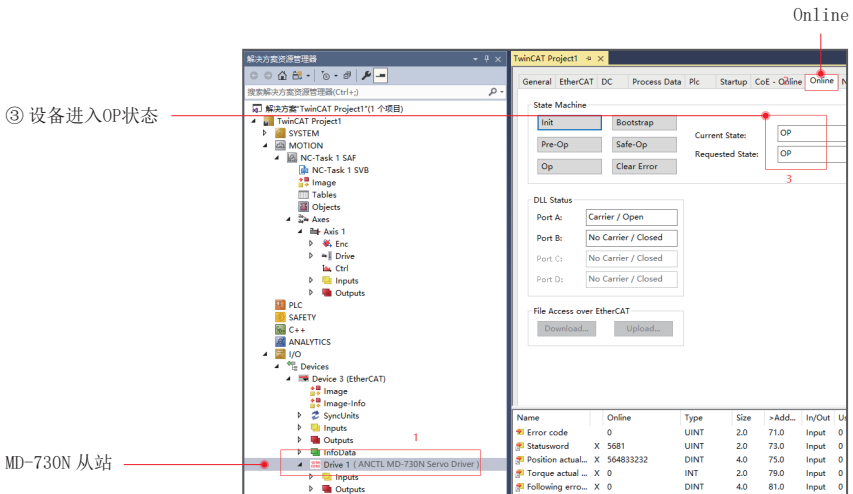 Online
③ 设备进入OP状态
MD-730N 从站
解决方案资源管理器
搜索解决方案资源管理器(Ctrl+;)
解决方案"TwinCAT Project1"(1 个项目)
TwinCAT Project1
SYSTEM
MOTION
NC-Task 1 SAF
NC-Task 1 SVB
Image
Tables
Objects
Axes
Axis 1
Enc
Drive
Ctrl
Inputs
Outputs
PLC
SAFETY
C++
ANALYTICS
I/O
Devices
Device 3 (EtherCAT)
Image
Image-Info
SyncUnits
Inputs
Outputs
1
InfoData
Drive 1 ( ANCTL MD-730N Servo Driver )
Inputs
Outputs
TwinCAT Project1
General EtherCAT DC Process Data Plc Startup CoE - Online Online N
2
State Machine
Init Bootstrap
Pre-Op Safe-Op
Op Clear Error
Current State: OP
Requested State: OP
3
DLL Status
Port A: Carrier / Open
Port B: No Carrier / Closed
Port C: No Carrier / Closed
Port D: No Carrier / Closed
File Access over EtherCAT
Download... Upload...
Name Online Type Size >Add... In/Out Us
Error code 0 UINT 2.0 71.0 Input 0
Statusword X 5681 UINT 2.0 73.0 Input 0
Position actual... X 564833232 DINT 4.0 75.0 Input 0
Torque actual ... X 0 INT 2.0 79.0 Input 0
Following erro... X 0 DINT 4.0 81.0 Input 0